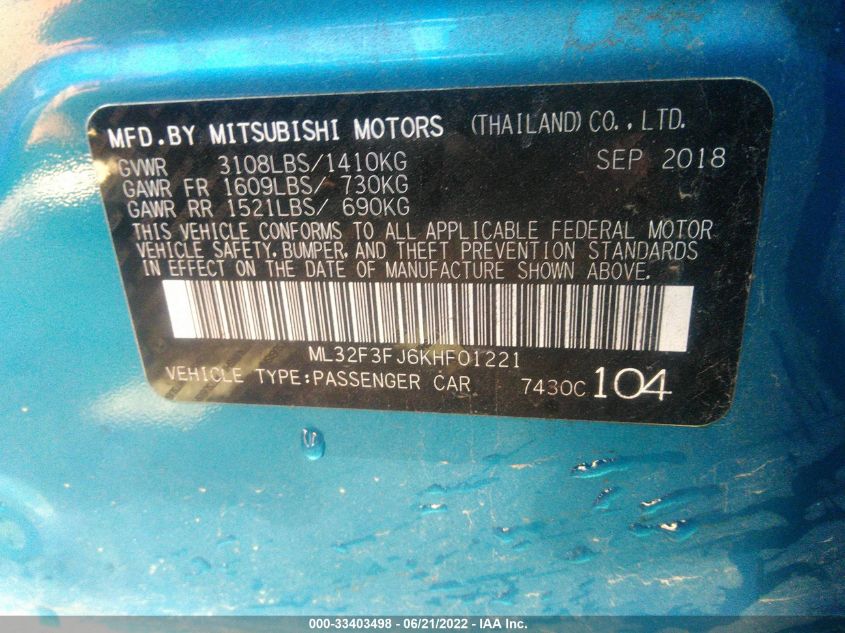 MFD.BY MITSUBISHI MOTORS (THAILAND) CO., LTD.
GVWR 3108LBS/1410KG SEP 2018
GAWR FR 1609LBS/ 730KG
GAWR RR 1521LBS/ 690KG
THIS VEHICLE CONFORMS TO ALL APPLICABLE FEDERAL MOTOR
VEHICLE SAFETY, BUMPER, AND THEFT PREVENTION STANDARDS
IN EFFECT ON THE DATE OF MANUFACTURE SHOWN ABOVE.
ML32F3FJ6KHF01221
VEHICLE TYPE:PASSENGER CAR 7430C 104
000-33403498 - 06/21/2022 - IAA Inc.